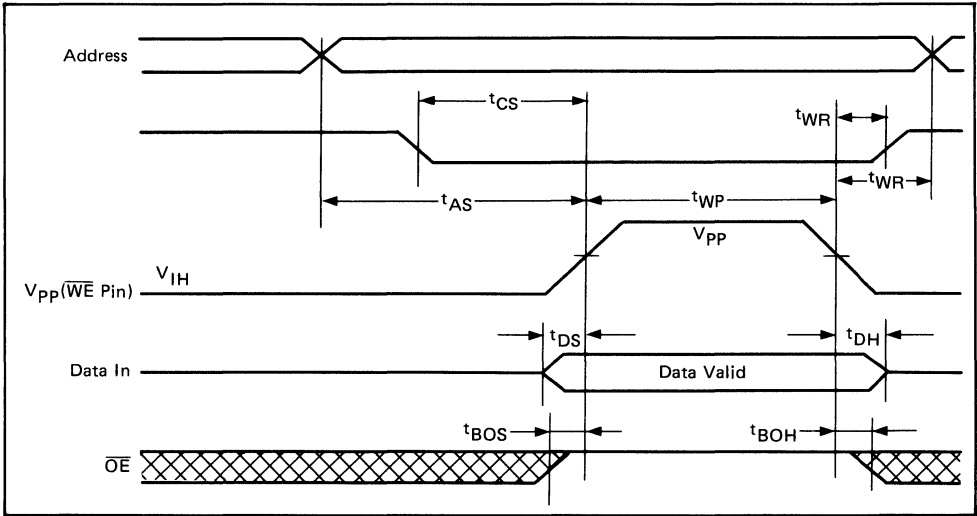 Address
tCS
tWR
tWR
tAS
tWP
VPP
VIH
VPP(WE Pin)
tDS
tDH
Data In
Data Valid
tBOS
tBOH
OE